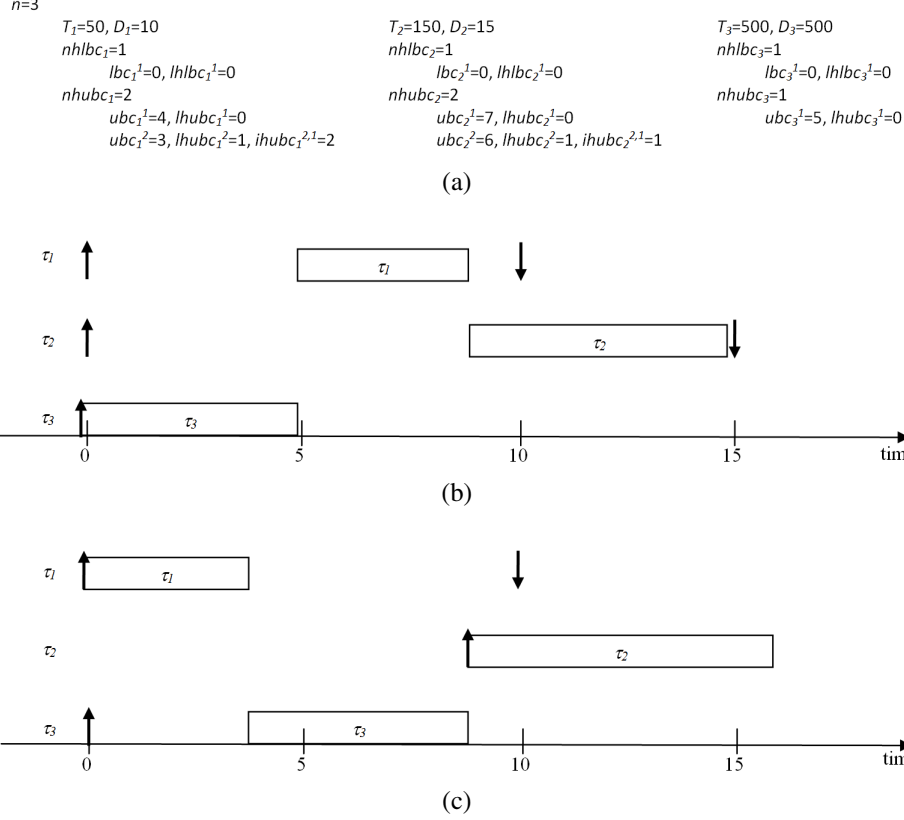 n=3
T₁=50, D₁=10 T₂=150, D₂=15 T₃=500, D₃=500
nhlbc₁=1 nhlbc₂=1 nhlbc₃=1
lbc₁¹=0, lhlbc₁¹=0 lbc₂¹=0, lhlbc₂¹=0 lbc₃¹=0, lhlbc₃¹=0
nhubc₁=2 nhubc₂=2 nhubc₃=1
ubc₁¹=4, lhubc₁¹=0 ubc₂¹=7, lhubc₂¹=0 ubc₃¹=5, lhubc₃¹=0
ubc₁²=3, lhubc₁²=1, ihubc₁²,¹=2 ubc₂²=6, lhubc₂²=1, ihubc₂²,¹=1
(a)
τ₁ τ₁
τ₂ τ₂
τ₃ τ₃
0 5 10 15 tim
(b)
τ₁ τ₁
τ₂ τ₂
τ₃ τ₃
0 5 10 15 tim
(c)